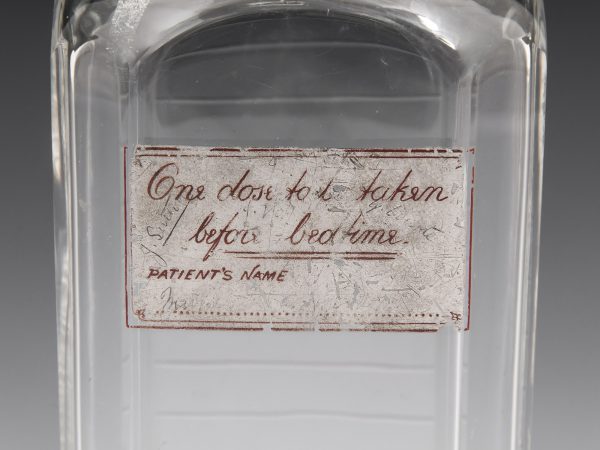 One dose to be taken
before bedtime.
PATIENT'S NAME